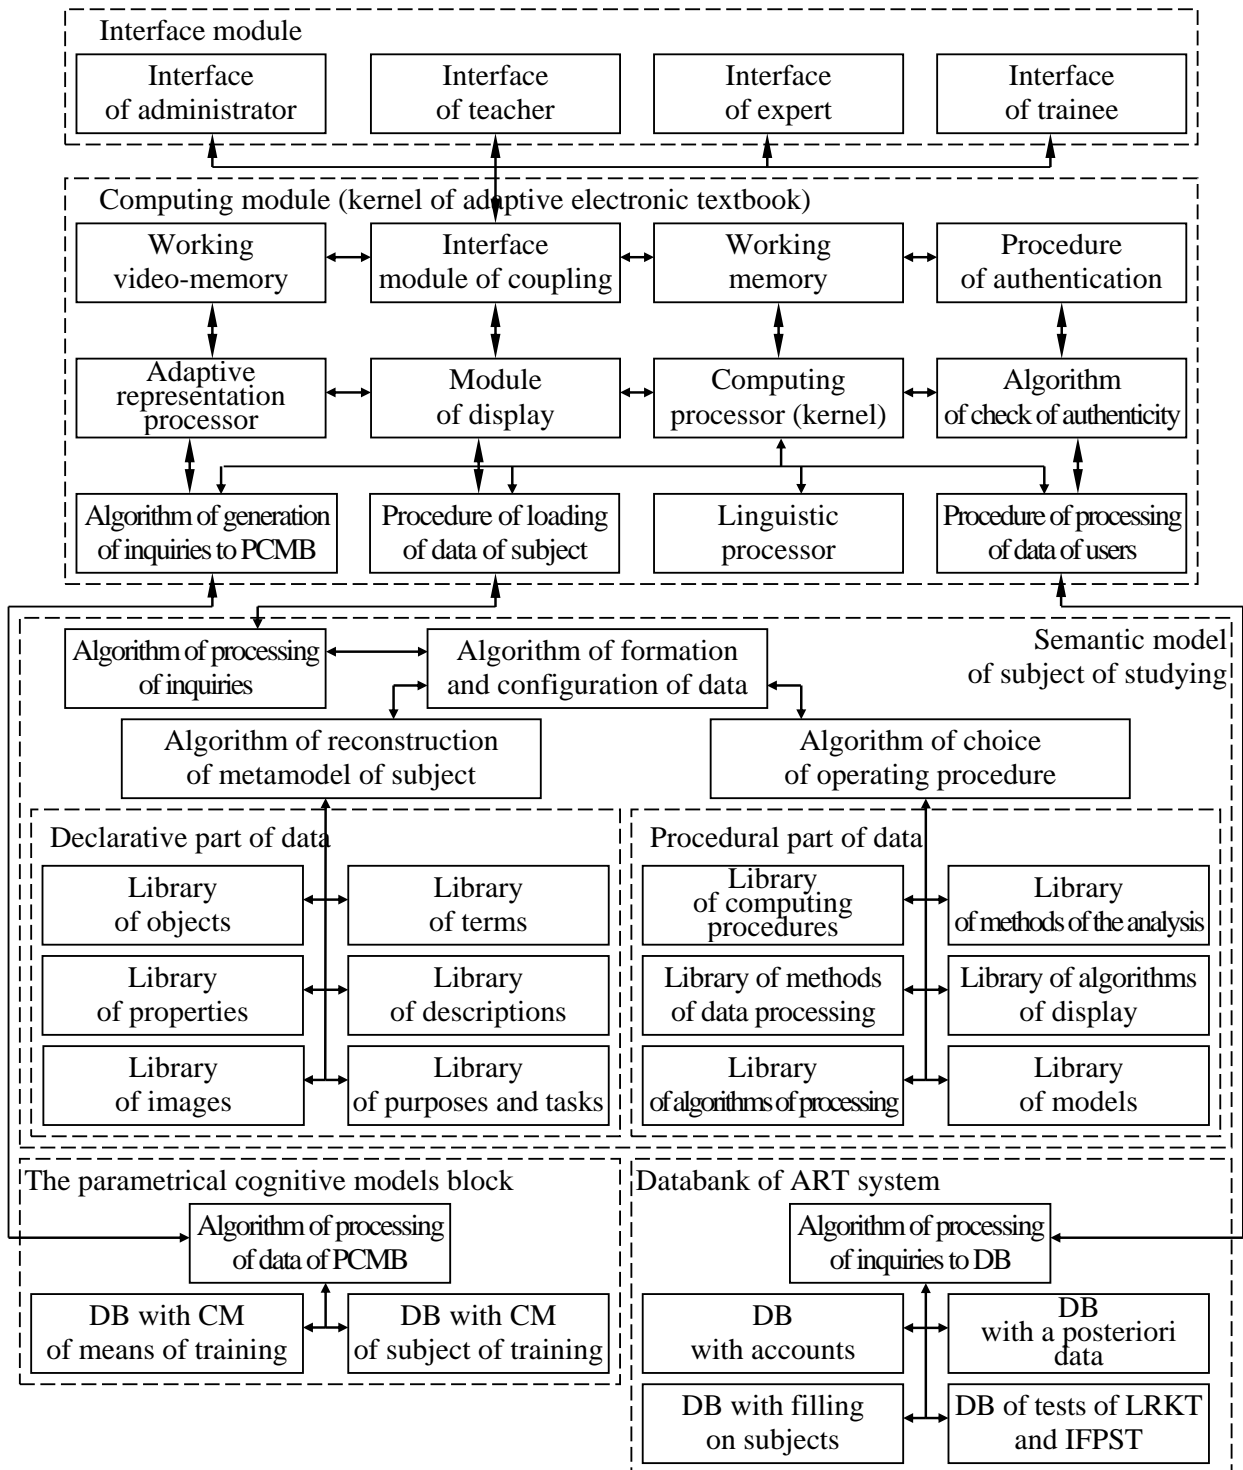 Interface module
Interface
of administrator
Interface
of teacher
Interface
of expert
Interface
of trainee
Computing module (kernel of adaptive electronic textbook)
Working
video-memory
Interface
module of coupling
Working
memory
Procedure
of authentication
Adaptive
representation
processor
Module
of display
Computing
processor (kernel)
Algorithm
of check of authenticity
Algorithm of generation
of inquiries to PCMB
Procedure of loading
of data of subject
Linguistic
processor
Procedure of processing
of data of users
Semantic model
of subject of studying
Algorithm of processing
of inquiries
Algorithm of formation
and configuration of data
Algorithm of reconstruction
of metamodel of subject
Algorithm of choice
of operating procedure
Declarative part of data
Library
of objects
Library
of terms
Library
of properties
Library
of descriptions
Library
of images
Library
of purposes and tasks
Procedural part of data
Library
of computing
procedures
Library
of methods of the analysis
Library of methods
of data processing
Library of algorithms
of display
Library
of algorithms of processing
Library
of models
The parametrical cognitive models block
Algorithm of processing
of data of PCMB
DB with CM
of means of training
DB with CM
of subject of training
Databank of ART system
Algorithm of processing
of inquiries to DB
DB
with accounts
DB
with a posteriori
data
DB with filling
on subjects
DB of tests of LRKT
and IFPST